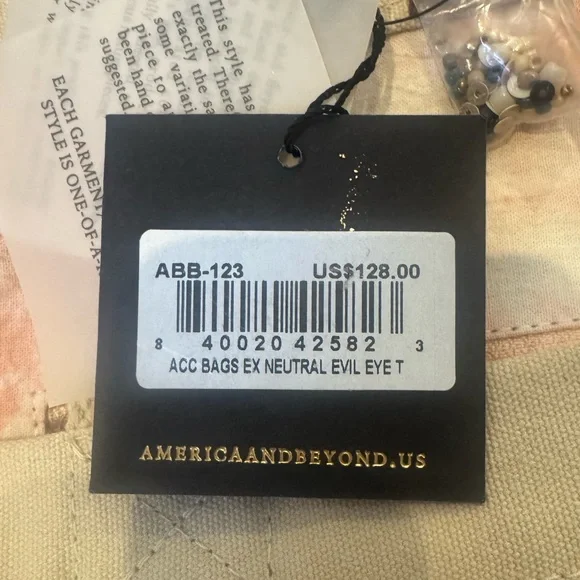 This style has
treated. There
exactly the sa
some variati
piece to a
been hand
suggested
EACH GARMENT
STYLE IS ONE-OF-A-
ABB-123 US$128.00
8 40020 42582 3
ACC BAGS EX NEUTRAL EVIL EYE T
AMERICAANDBEYOND.US